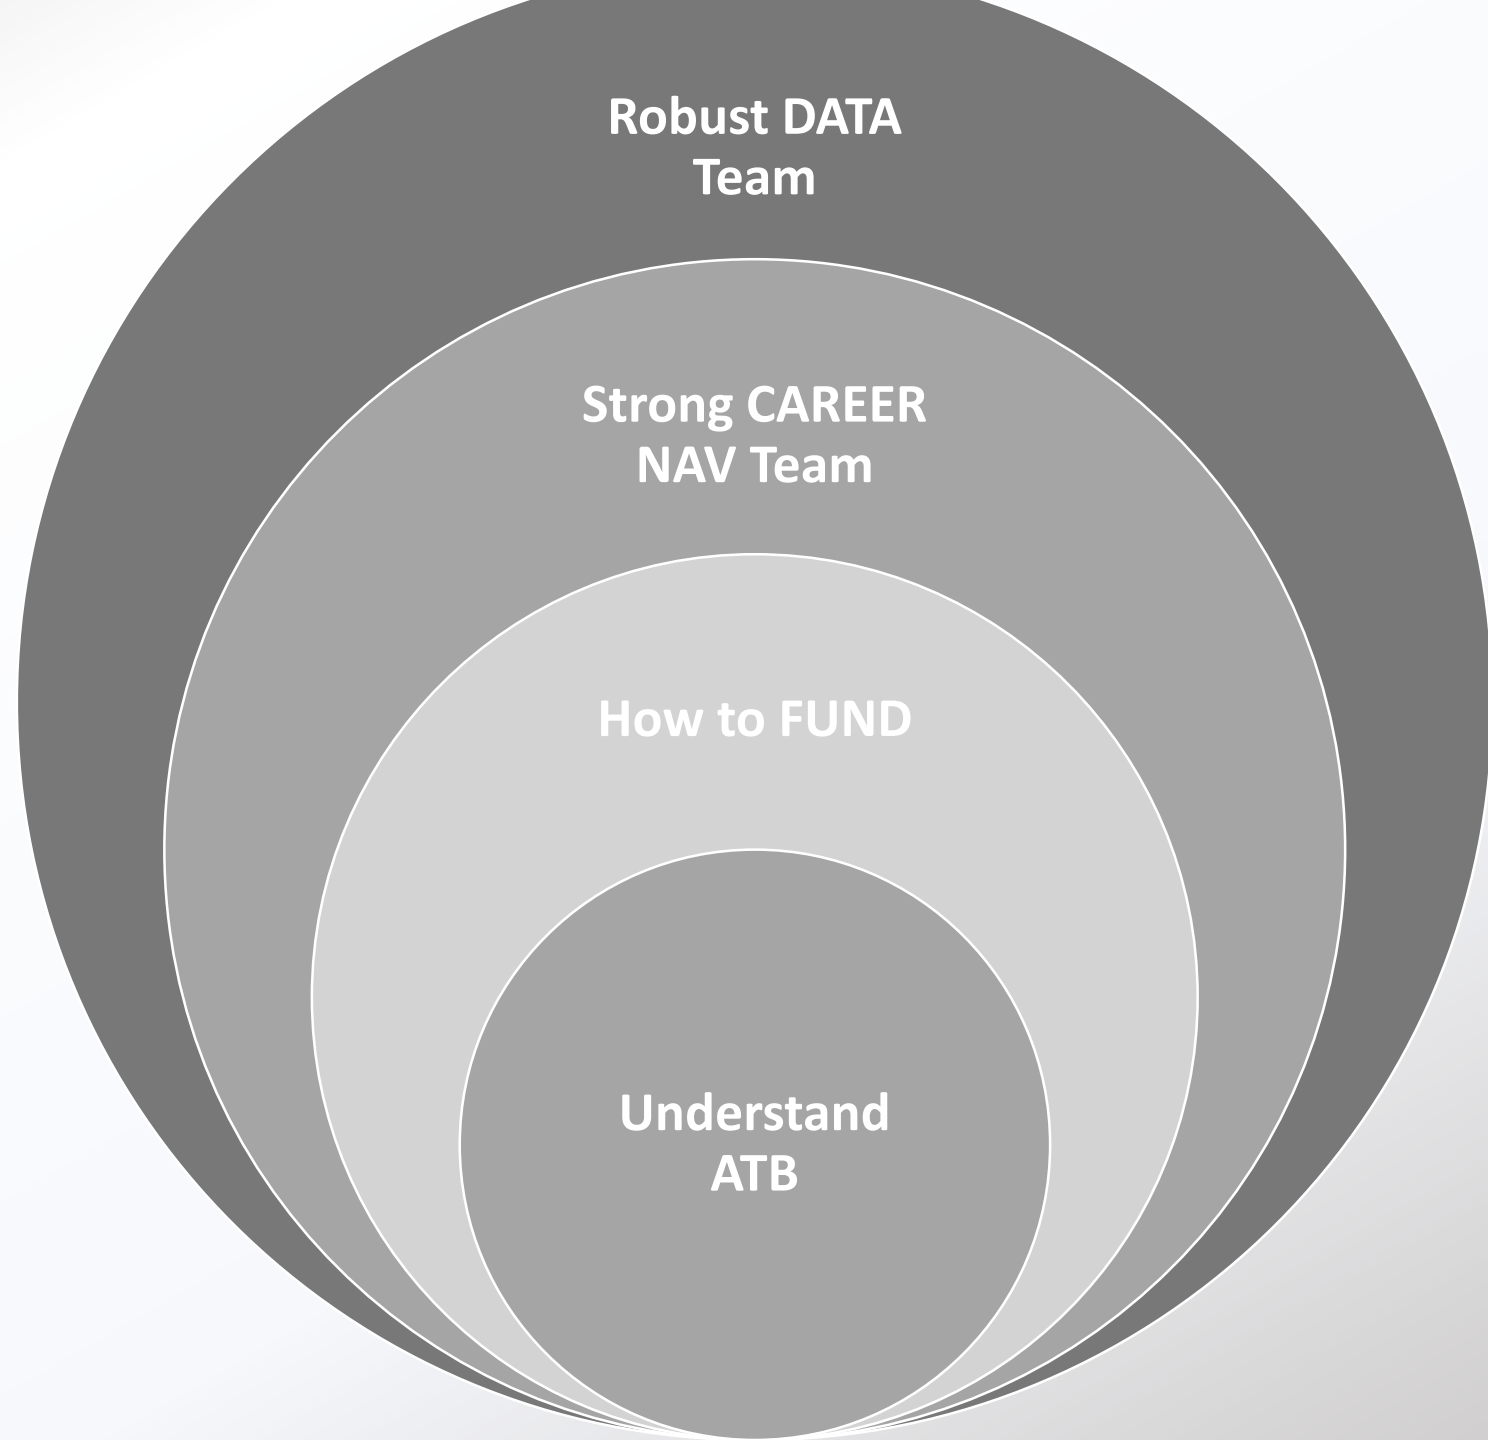 Robust DATA
Team
Strong CAREER
NAV Team
How to FUND
Understand
ATB